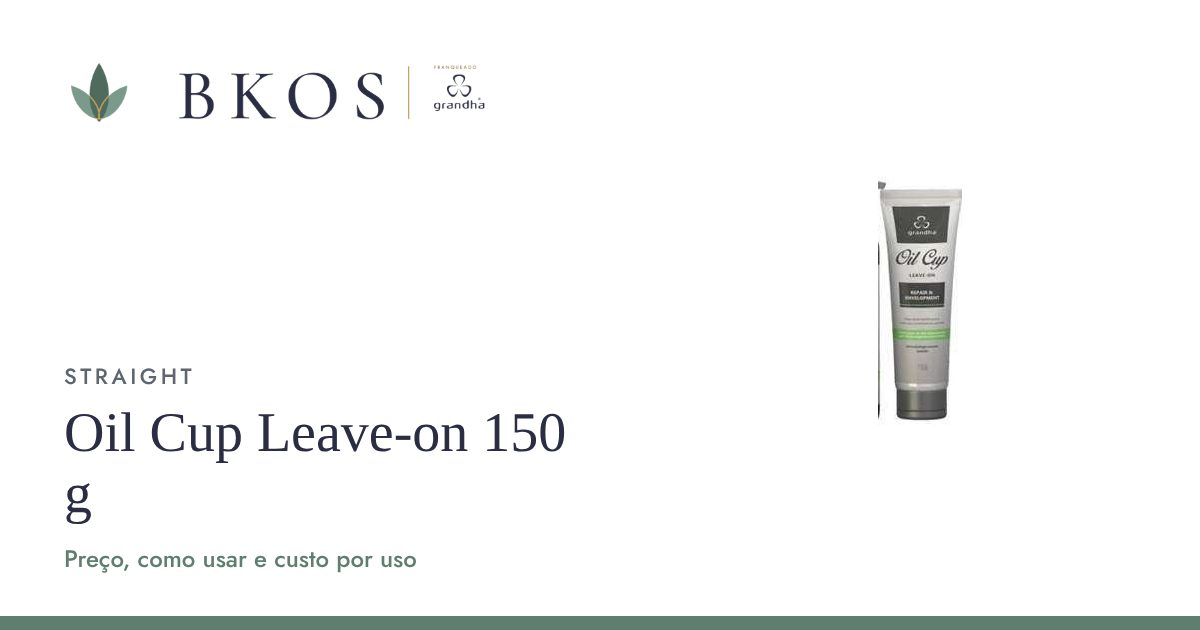 BKOS
FRANQUEADO
grandha
grandha
Oil Cup
LEAVE-ON
REPAIR &
ENVELOPMENT
STRAIGHT
Oil Cup Leave-on 150
g
Preço, como usar e custo por uso